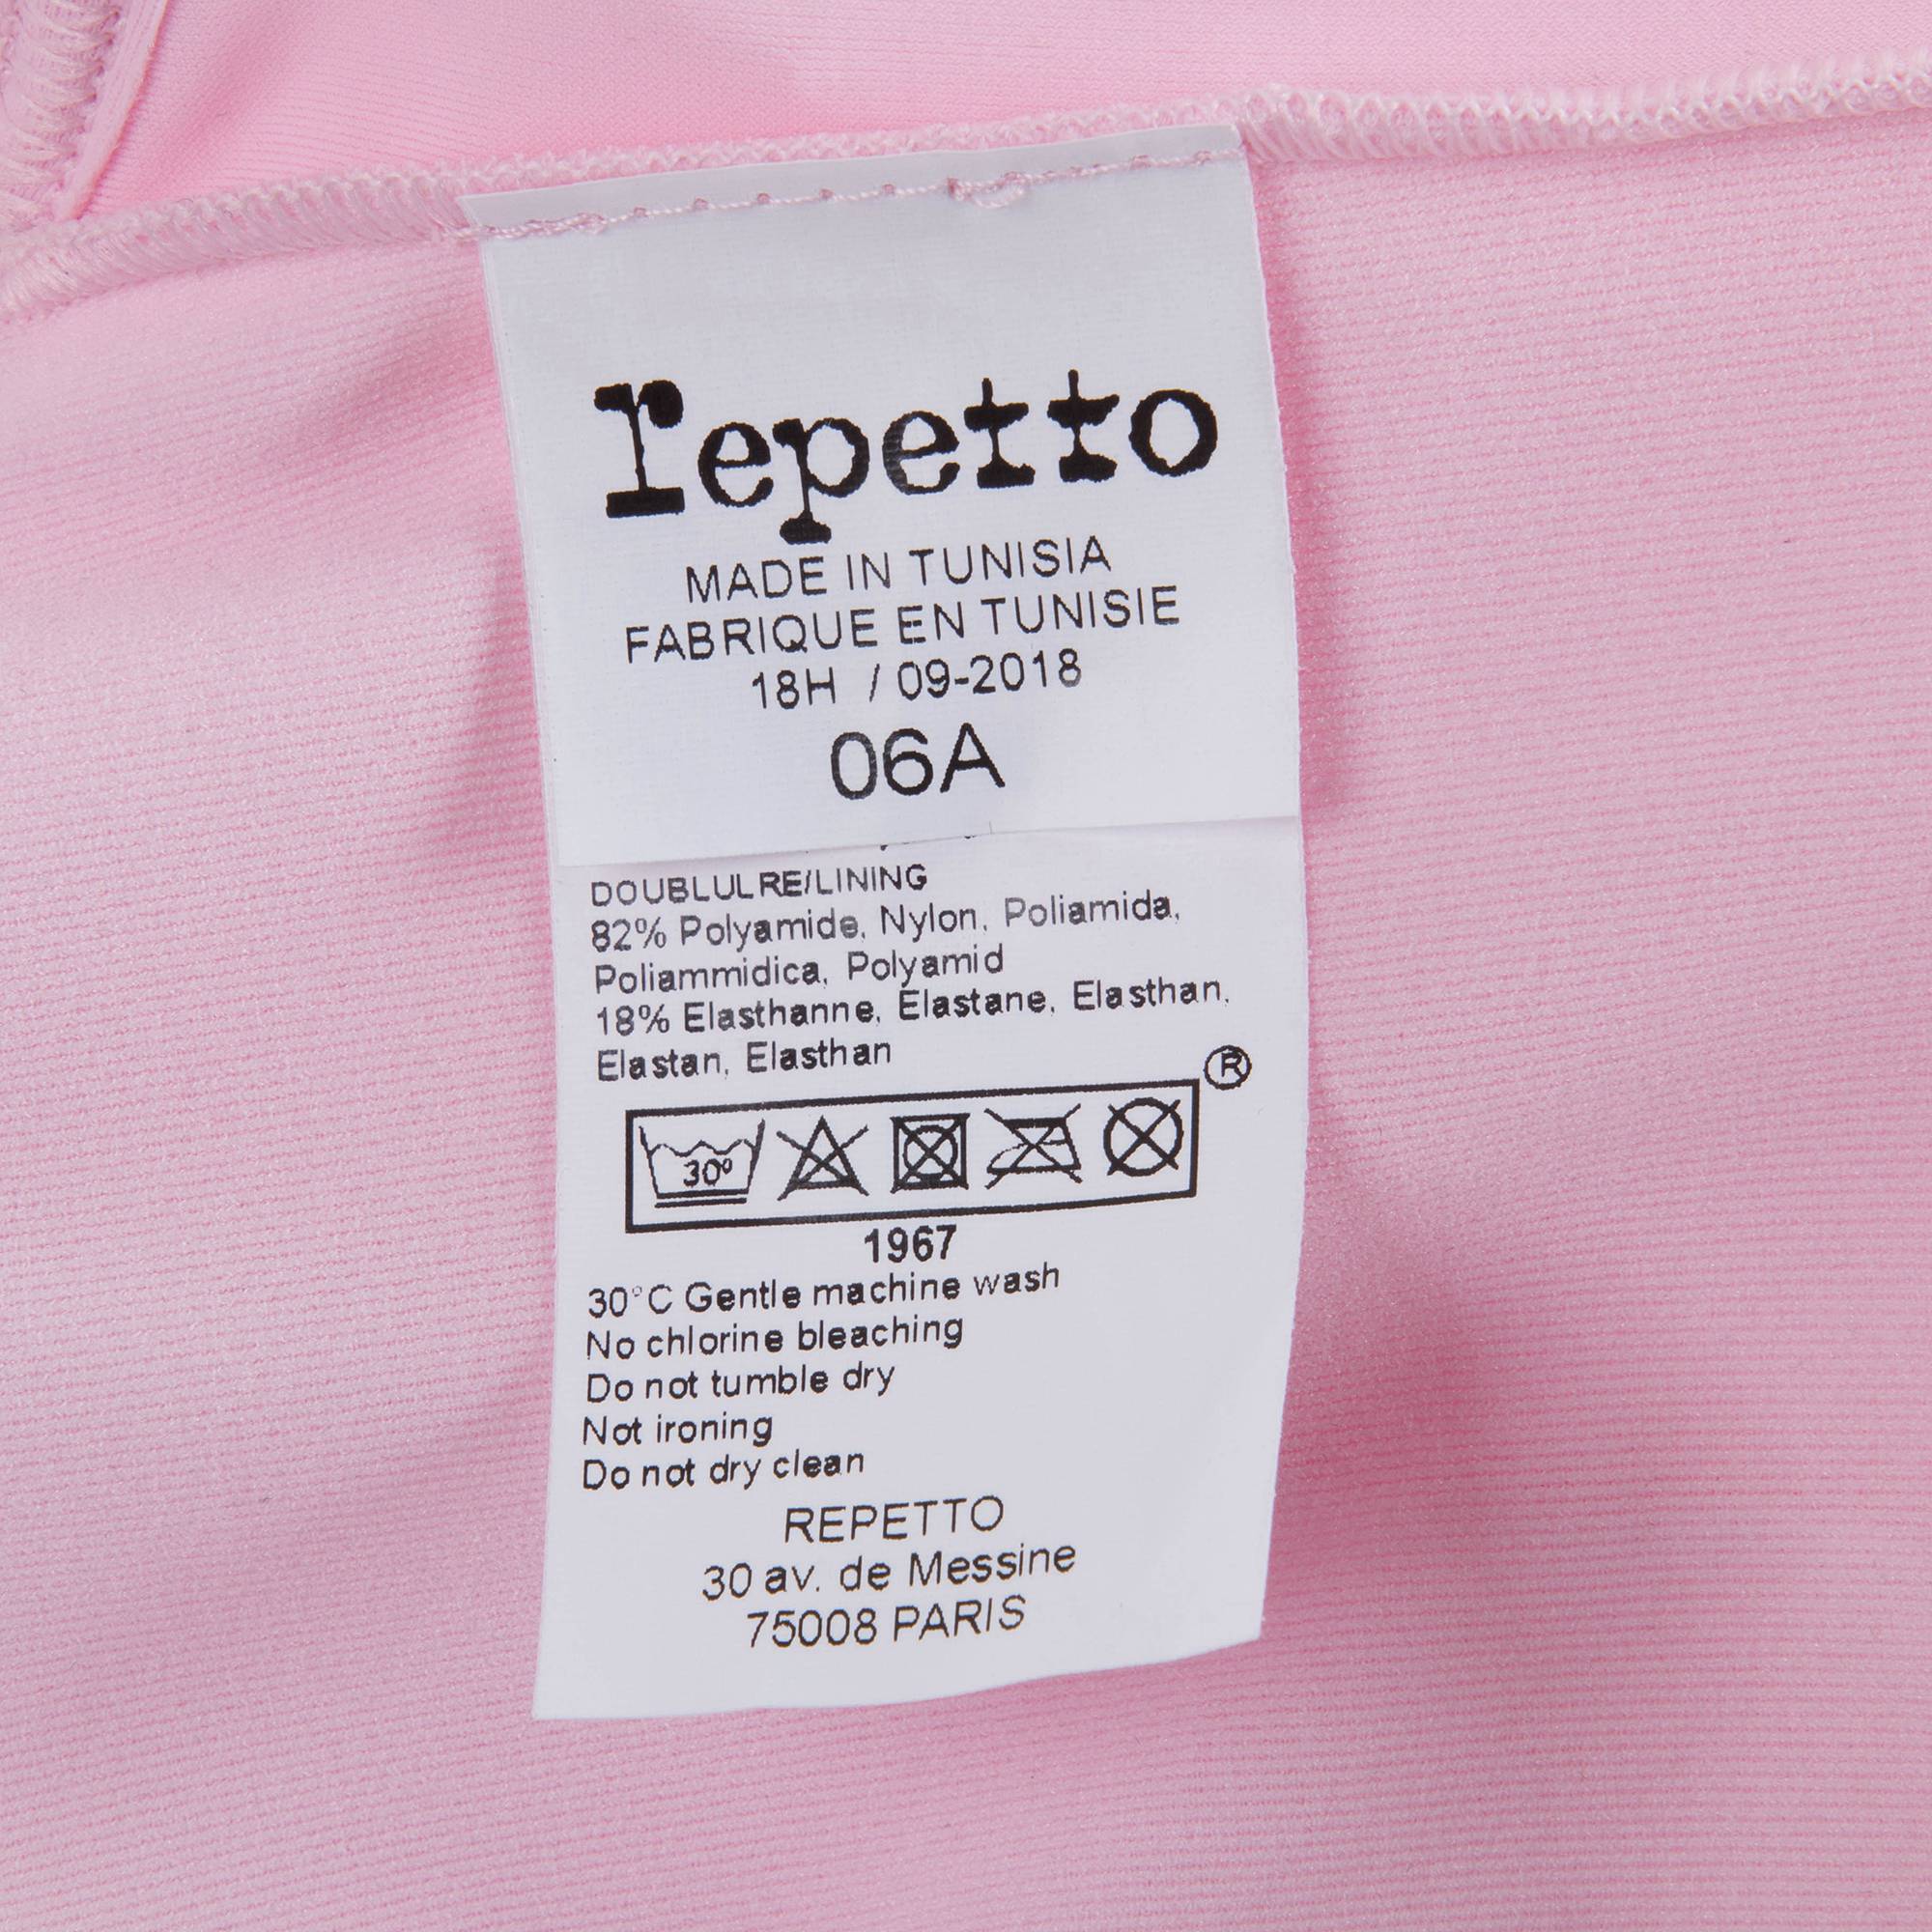 repetto
MADE IN TUNISIA
FABRIQUE EN TUNISIE
18H / 09-2018
06A
DOUBLULRE/LINING
82% Polyamide, Nylon, Poliamida,
Poliammidica, Polyamid
18% Elasthanne, Elastane, Elasthan,
Elastan, Elasthan
®
30°
1967
30°C Gentle machine wash
No chlorine bleaching
Do not tumble dry
Not ironing
Do not dry clean
REPETTO
30 av. de Messine
75008 PARIS